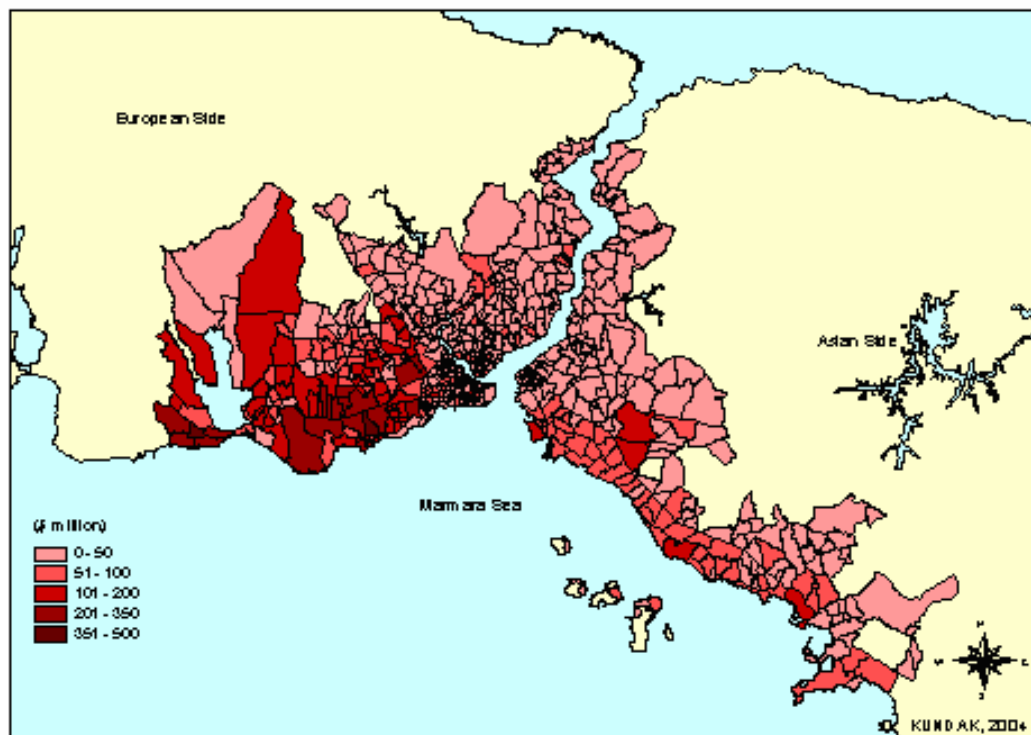 European Side
Asian Side
Marmara Sea
($ million)
0 - 50
51 - 100
101 - 200
201 - 350
351 - 500
KUNDAK, 2004